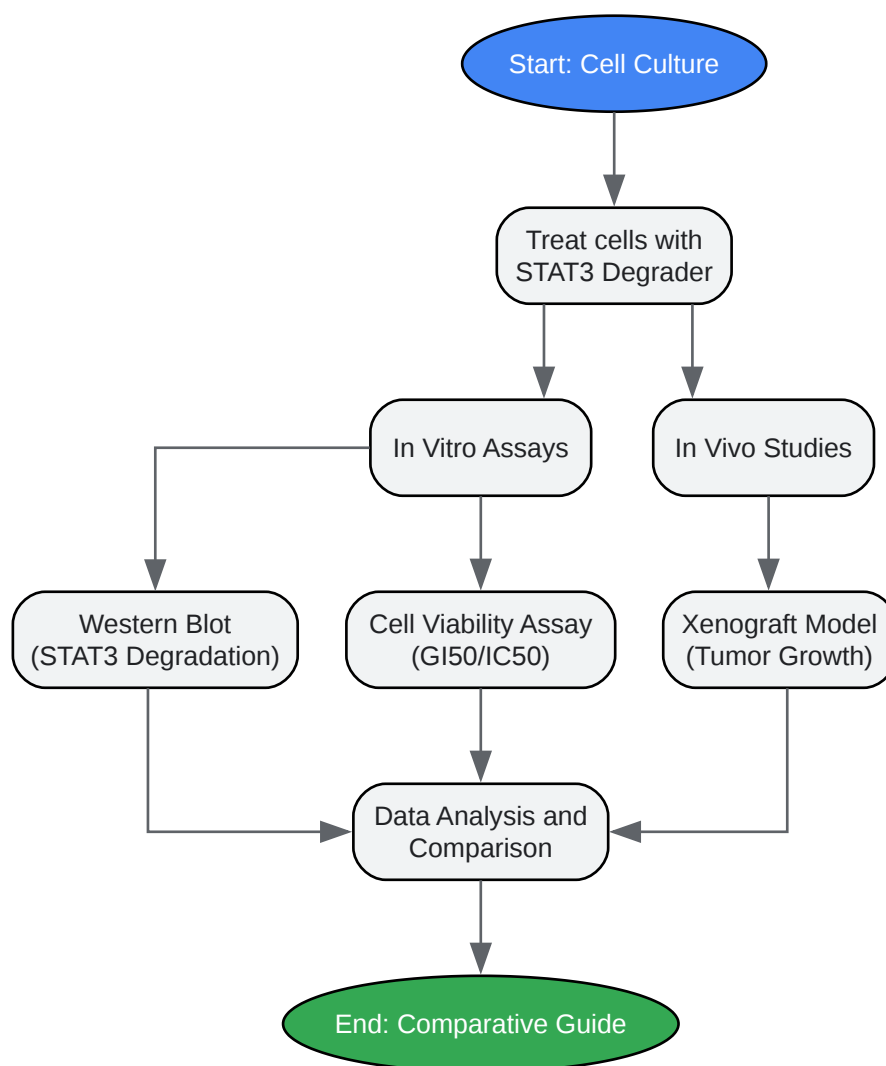 Start: Cell Culture
Treat cells with
STAT3 Degrader
In Vitro Assays
In Vivo Studies
Western Blot
(STAT3 Degradation)
Cell Viability Assay
(GI50/IC50)
Xenograft Model
(Tumor Growth)
Data Analysis and
Comparison
End: Comparative Guide